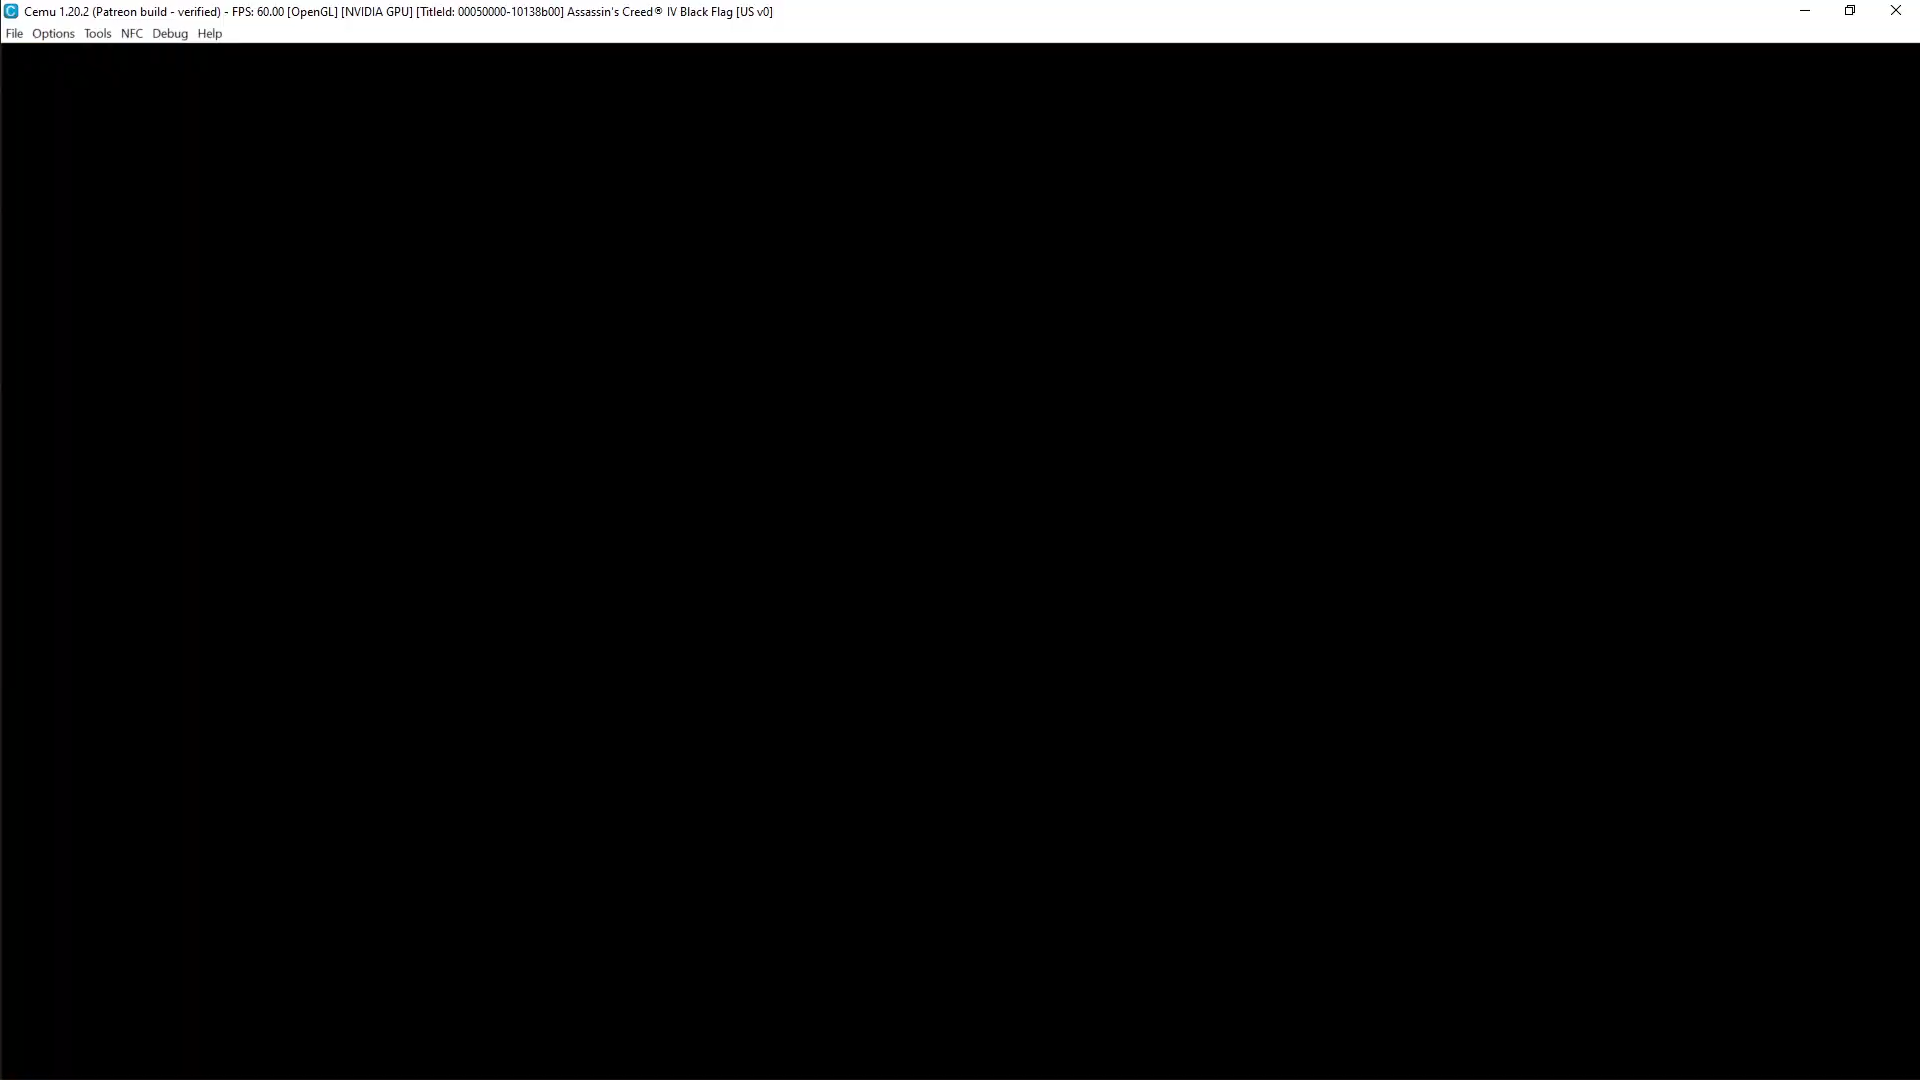 Cemu 1.20.2 (Patreon build - verified) - FPS: 60.00 [OpenGL] [NVIDIA GPU] [TitleId: 00050000-10138b00] Assassin's Creed® IV Black Flag [US v0]
File Options Tools NFC Debug Help